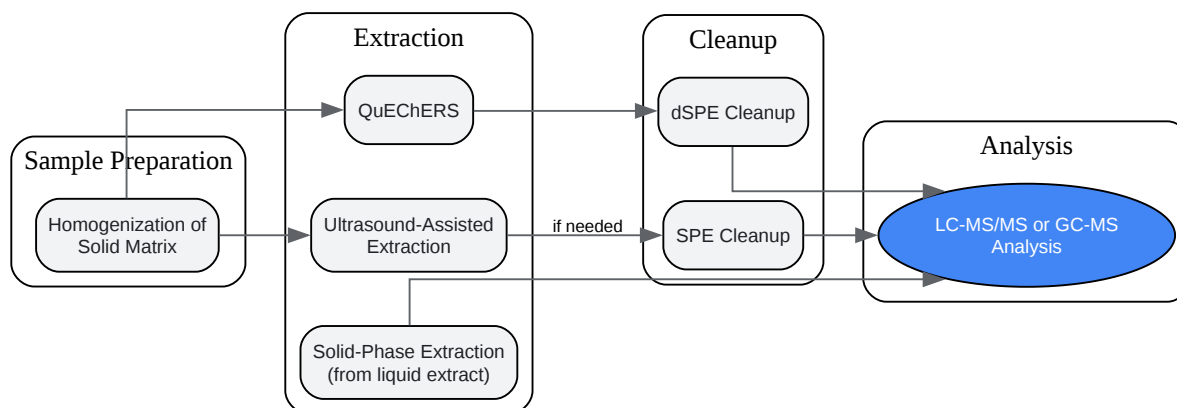 Extraction
Cleanup
QuEChERS
dSPE Cleanup
Sample Preparation
Analysis
Homogenization of
Solid Matrix
Ultrasound-Assisted
Extraction
if needed
SPE Cleanup
LC-MS/MS or GC-MS
Analysis
Solid-Phase Extraction
(from liquid extract)